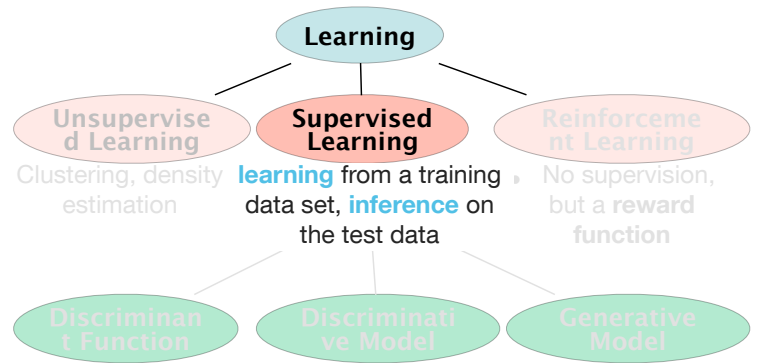 Learning
Unsupervise
d Learning
Supervised
Learning
Reinforceme
nt Learning
Clustering, density
estimation
learning from a training
data set, inference on
the test data
No supervision,
but a reward
function
Discriminan
t Function
Discriminati
ve Model
Generative
Model